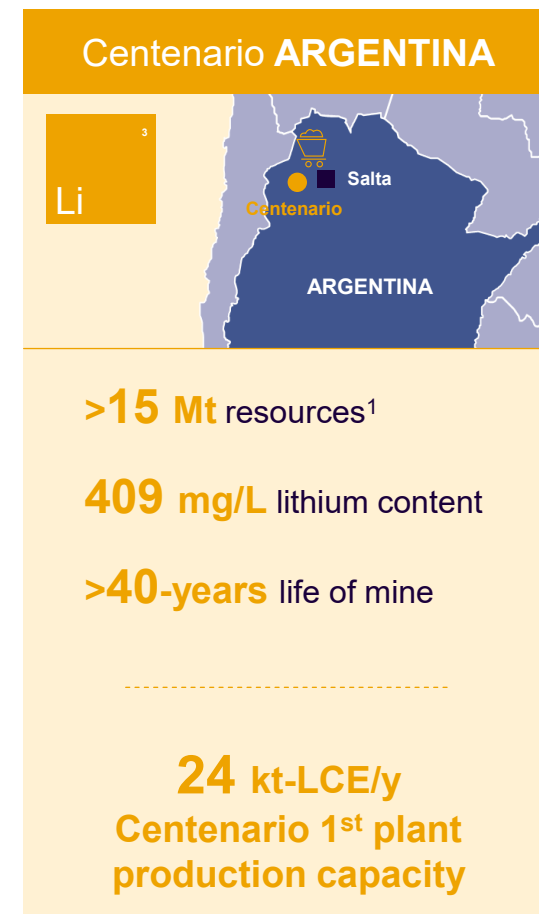 Centenario ARGENTINA
3
Li
Salta
Centenario
ARGENTINA
>15 Mt resources¹
409 mg/L lithium content
>40-years life of mine
24 kt-LCE/y
Centenario 1st plant
production capacity